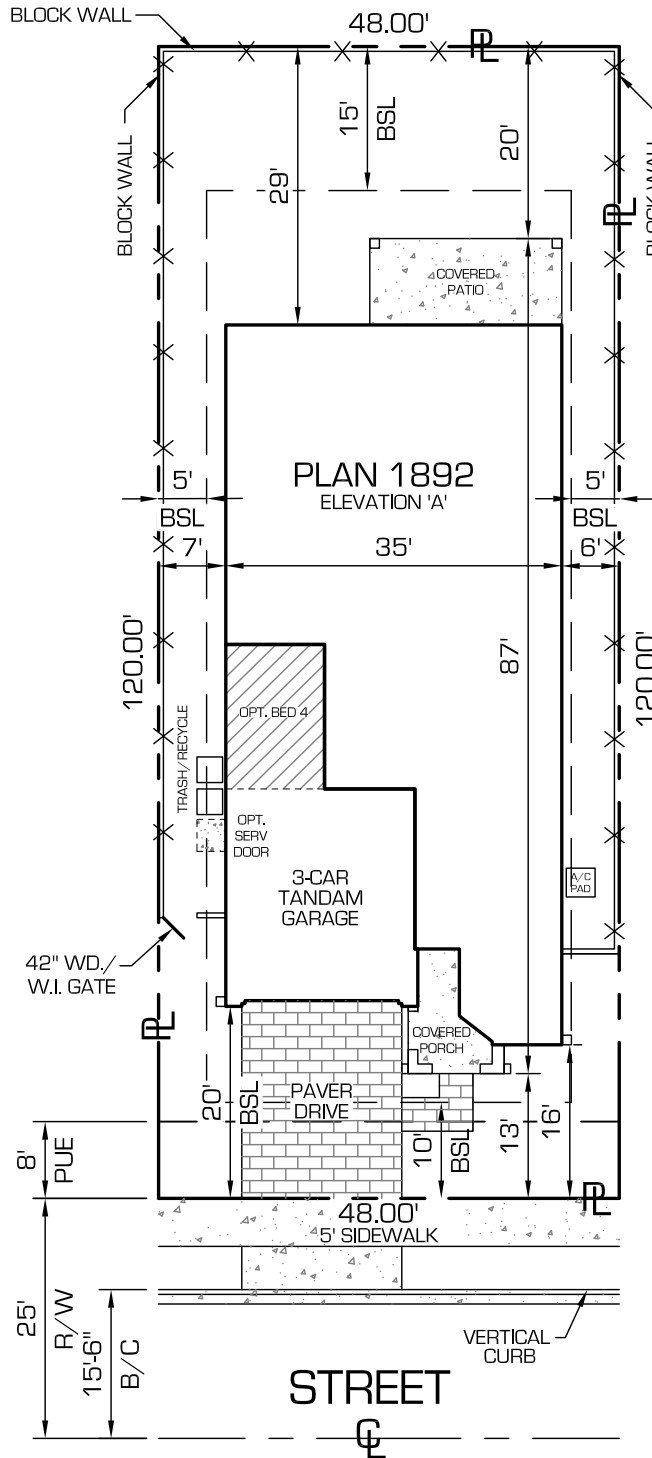 BLOCK WALL
48.00'
PL
15'
BSL
20'
29'
BLOCK WALL
BLOCK WALL
PL
COVERED
PATIO
PLAN 1892
ELEVATION 'A'
5'
BSL
5'
BSL
7'
35'
6'
120.00'
87'
120.00'
OPT. BED 4
TRASH/RECYCLE
OPT.
SERV
DOOR
3-CAR
TANDAM
GARAGE
A/C
PAD
42" WD./
W.I. GATE
PL
COVERED
PORCH
PAVER
DRIVE
20'
BSL
10'
BSL
13'
16'
8'
PUE
PL
48.00'
5' SIDEWALK
25'
R/W
15'-6"
B/C
VERTICAL
CURB
STREET
CL